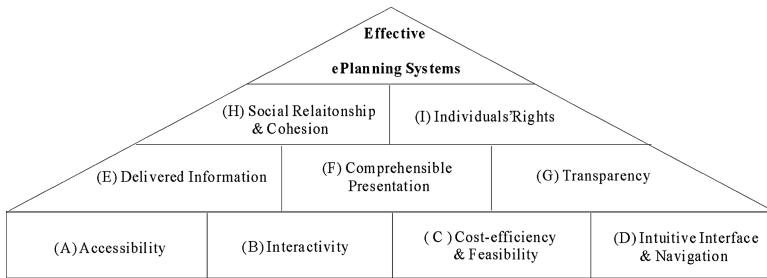 Effective
ePlanning Systems
(H) Social Relaitonship
& Cohesion
(I) Individuals'Rights
(E) Delivered Information
(F) Comprehensible
Presentation
(G) Transparency
(A) Accessibility
(B) Interactivity
( C ) Cost-efficiency
& Feasibility
(D) Intuitive Interface
& Navigation